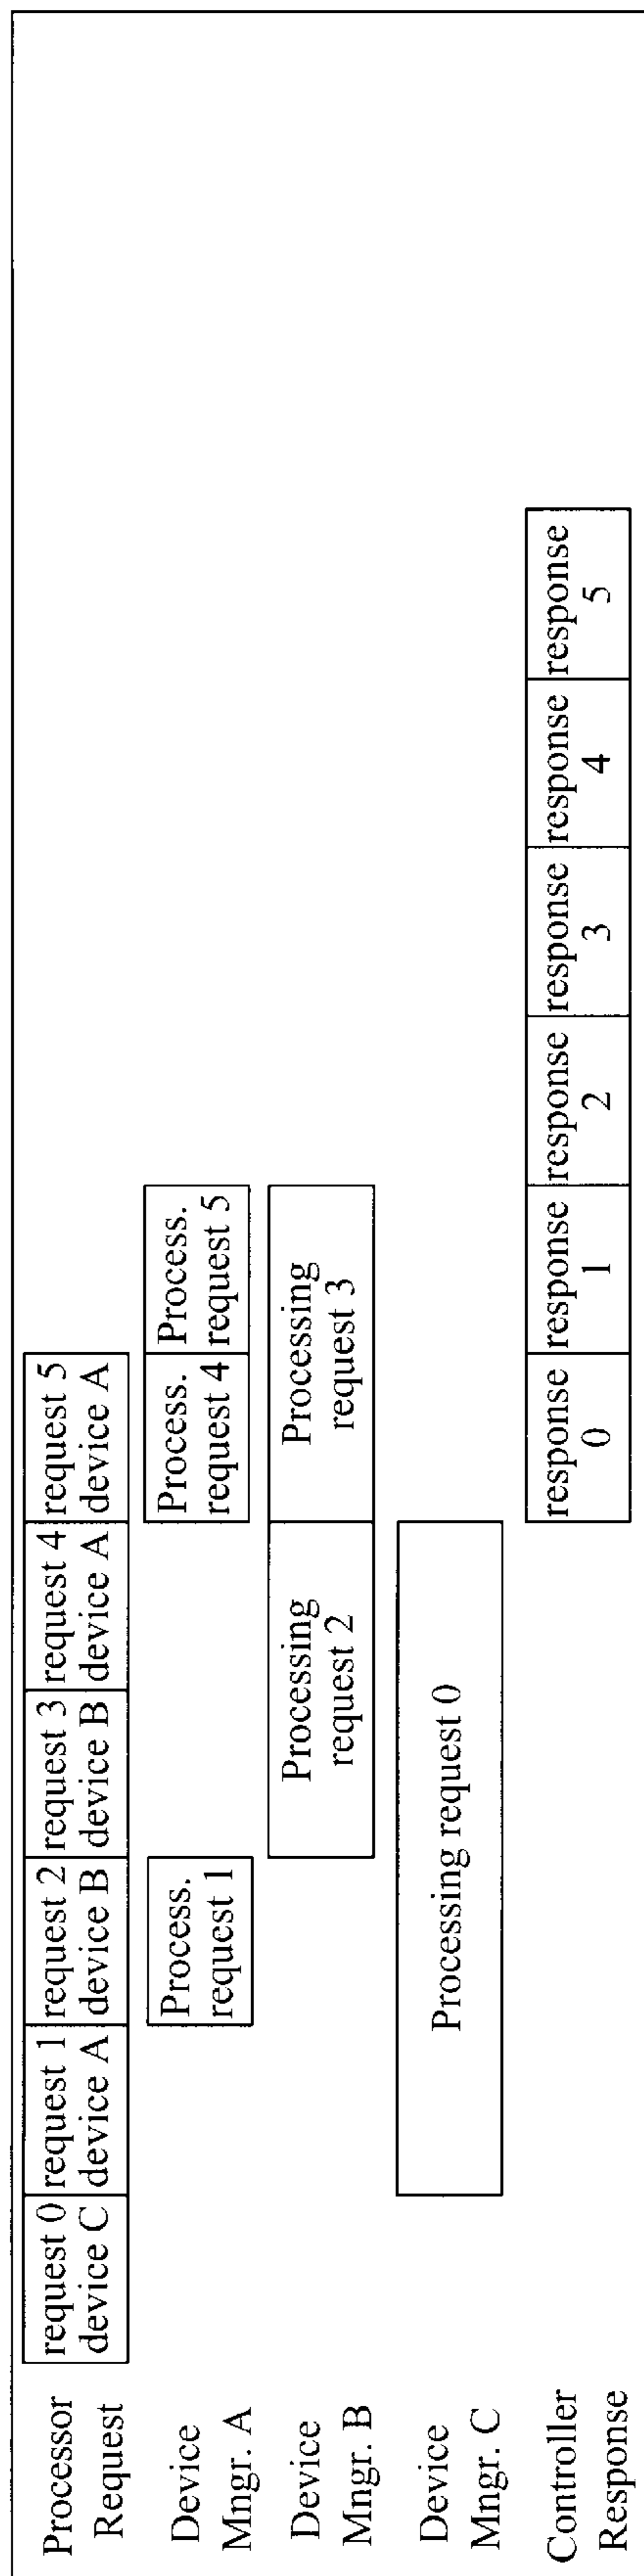 Processor
Request
request 0
device C
request 1
device A
request 2
device B
request 3
device B
request 4
device A
request 5
device A
Device
Mngr. A
Process.
request 1
Process.
request 4
Process.
request 5
Device
Mngr. B
Processing
request 2
Processing
request 3
Device
Mngr. C
Processing request 0
Controller
Response
response
0
response
1
response
2
response
3
response
4
response
5